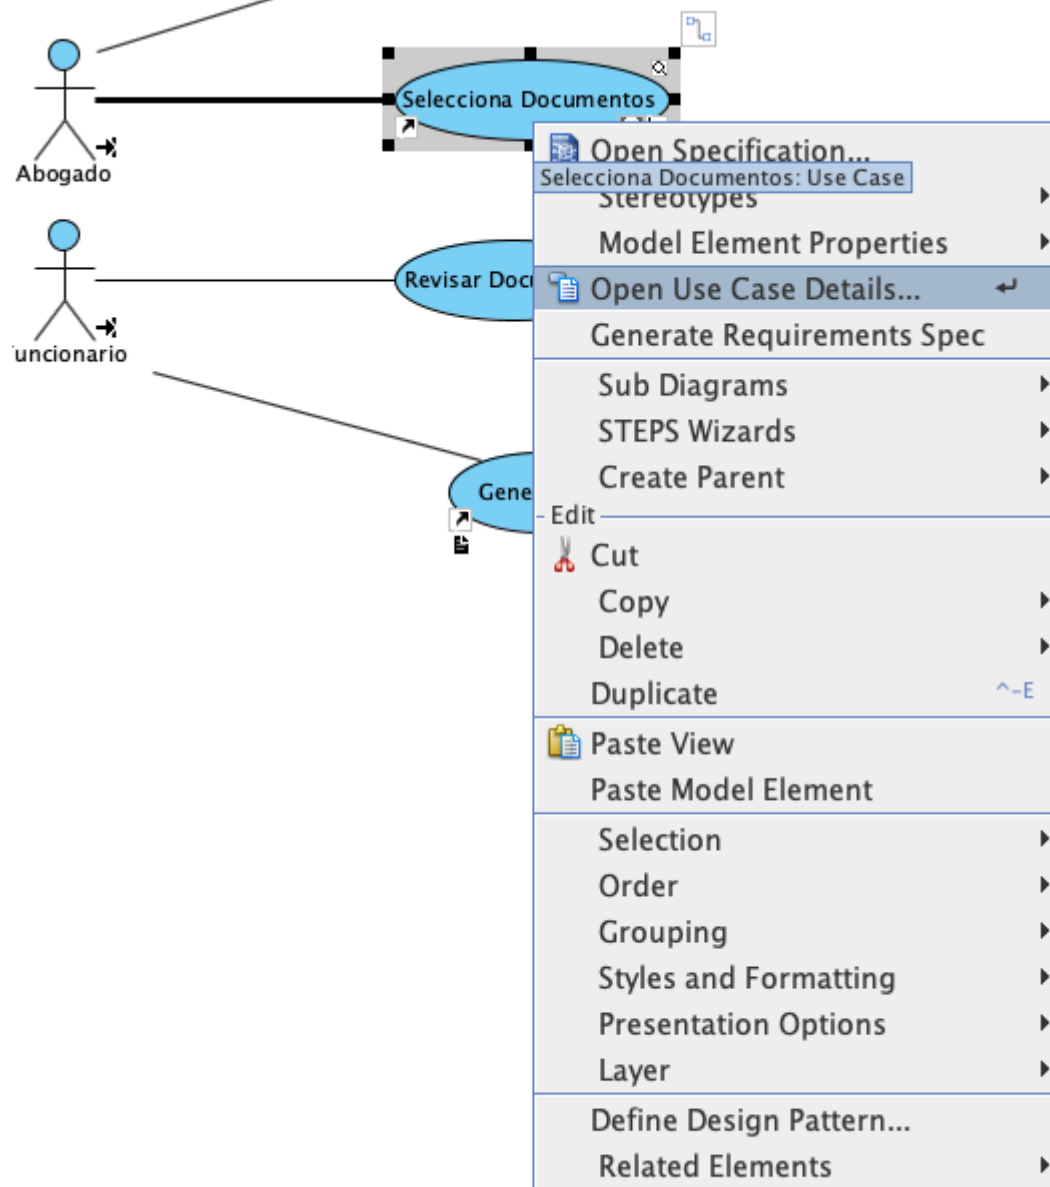 Selecciona Documentos
Abogado
Open Specification...
Selecciona Documentos: Use Case
Stereotypes
Model Element Properties
Revisar Docu
Open Use Case Details...
Generate Requirements Spec
uncionario
Sub Diagrams
STEPS Wizards
Create Parent
Gene
Edit
Cut
Copy
Delete
Duplicate ^-E
Paste View
Paste Model Element
Selection
Order
Grouping
Styles and Formatting
Presentation Options
Layer
Define Design Pattern...
Related Elements